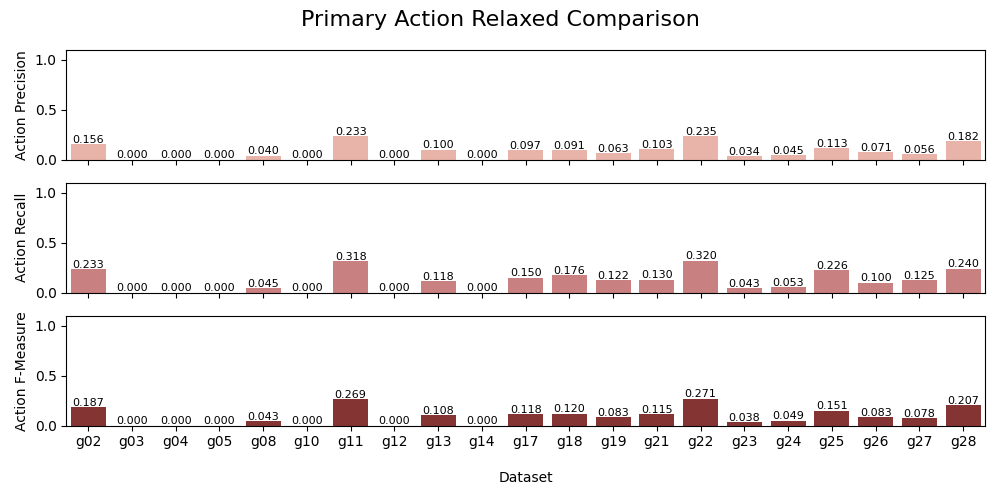 Primary Action Relaxed Comparison
Action Precision
1.0
0.5
0.0
0.156 0.000 0.000 0.000 0.040 0.000 0.233 0.000 0.100 0.000 0.097 0.091 0.063 0.103 0.235 0.034 0.045 0.113 0.071 0.056 0.182
Action Recall
1.0
0.5
0.0
0.233 0.000 0.000 0.000 0.045 0.000 0.318 0.000 0.118 0.000 0.150 0.176 0.122 0.130 0.320 0.043 0.053 0.226 0.100 0.125 0.240
Action F-Measure
1.0
0.5
0.0
0.187 0.000 0.000 0.000 0.043 0.000 0.269 0.000 0.108 0.000 0.118 0.120 0.083 0.115 0.271 0.038 0.049 0.151 0.083 0.078 0.207
g02 g03 g04 g05 g08 g10 g11 g12 g13 g14 g17 g18 g19 g21 g22 g23 g24 g25 g26 g27 g28
Dataset